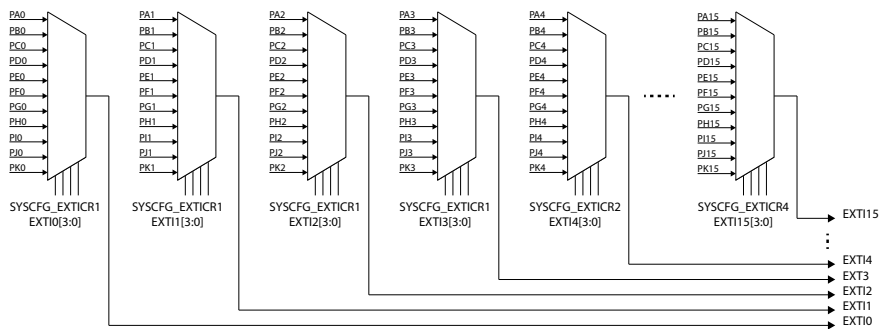 PA0
PB0
PC0
PD0
PE0
PF0
PG0
PH0
PI0
PJ0
PK0
SYSCFG_EXTICR1
EXTI0[3:0]
PA1
PB1
PC1
PD1
PE1
PF1
PG1
PH1
PI1
PJ1
PK1
SYSCFG_EXTICR1
EXTI1[3:0]
PA2
PB2
PC2
PD2
PE2
PF2
PG2
PH2
PI2
PJ2
PK2
SYSCFG_EXTICR1
EXTI2[3:0]
PA3
PB3
PC3
PD3
PE3
PF3
PG3
PH3
PI3
PJ3
PK3
SYSCFG_EXTICR1
EXTI3[3:0]
PA4
PB4
PC4
PD4
PE4
PF4
PG4
PH4
PI4
PJ4
PK4
SYSCFG_EXTICR2
EXTI4[3:0]
PA15
PB15
PC15
PD15
PE15
PF15
PG15
PH15
PI15
PJ15
PK15
SYSCFG_EXTICR4
EXTI15[3:0]
EXTI15
EXTI4
EXT3
EXTI2
EXTI1
EXTI0